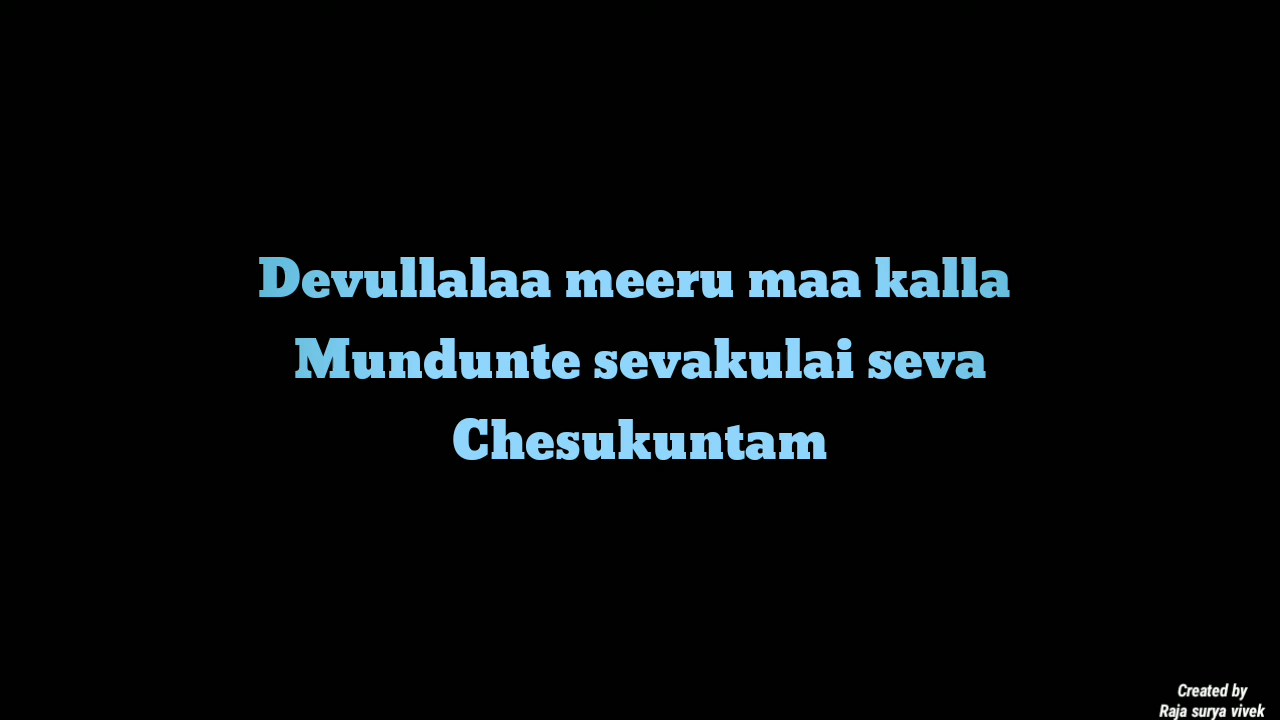 Devullalaa meeru maa kalla
Mundunte sevakulai seva
Chesukuntam
Created by
Raja surya vivek